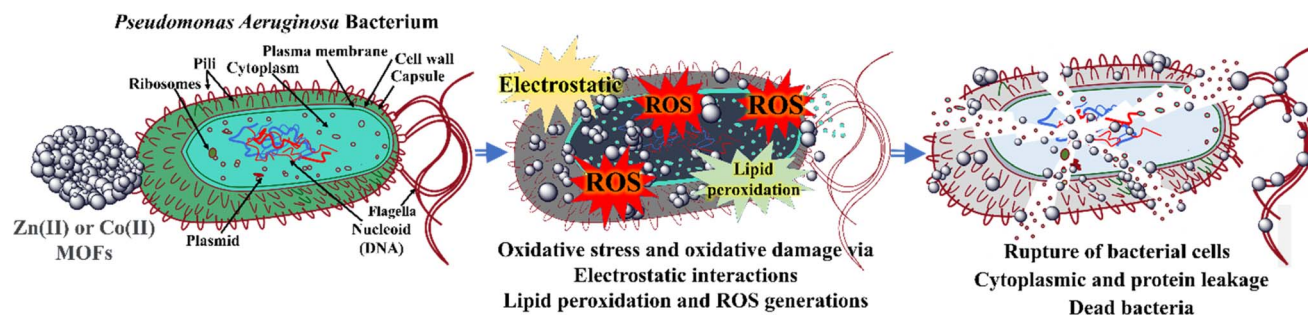 Pseudomonas Aeruginosa Bacterium
Pili
Ribosomes
Plasma membrane
Cytoplasm
Cell wall
Capsule
Zn(II) or Co(II)
MOFs
Plasmid
Flagella
Nucleoid
(DNA)
Electrostatic
ROS
ROS
ROS
Lipid
peroxidation
Oxidative stress and oxidative damage via
Electrostatic interactions
Lipid peroxidation and ROS generations
Rupture of bacterial cells
Cytoplasmic and protein leakage
Dead bacteria